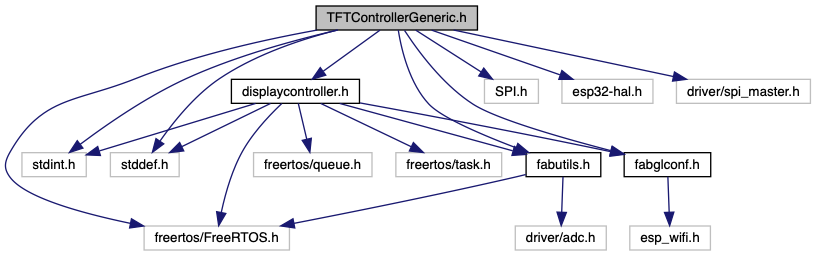 TFTControllerGeneric.h
displaycontroller.h
SPI.h
esp32-hal.h
driver/spi_master.h
stdint.h
stddef.h
freertos/queue.h
freertos/task.h
fabutils.h
fabglconf.h
freertos/FreeRTOS.h
driver/adc.h
esp_wifi.h